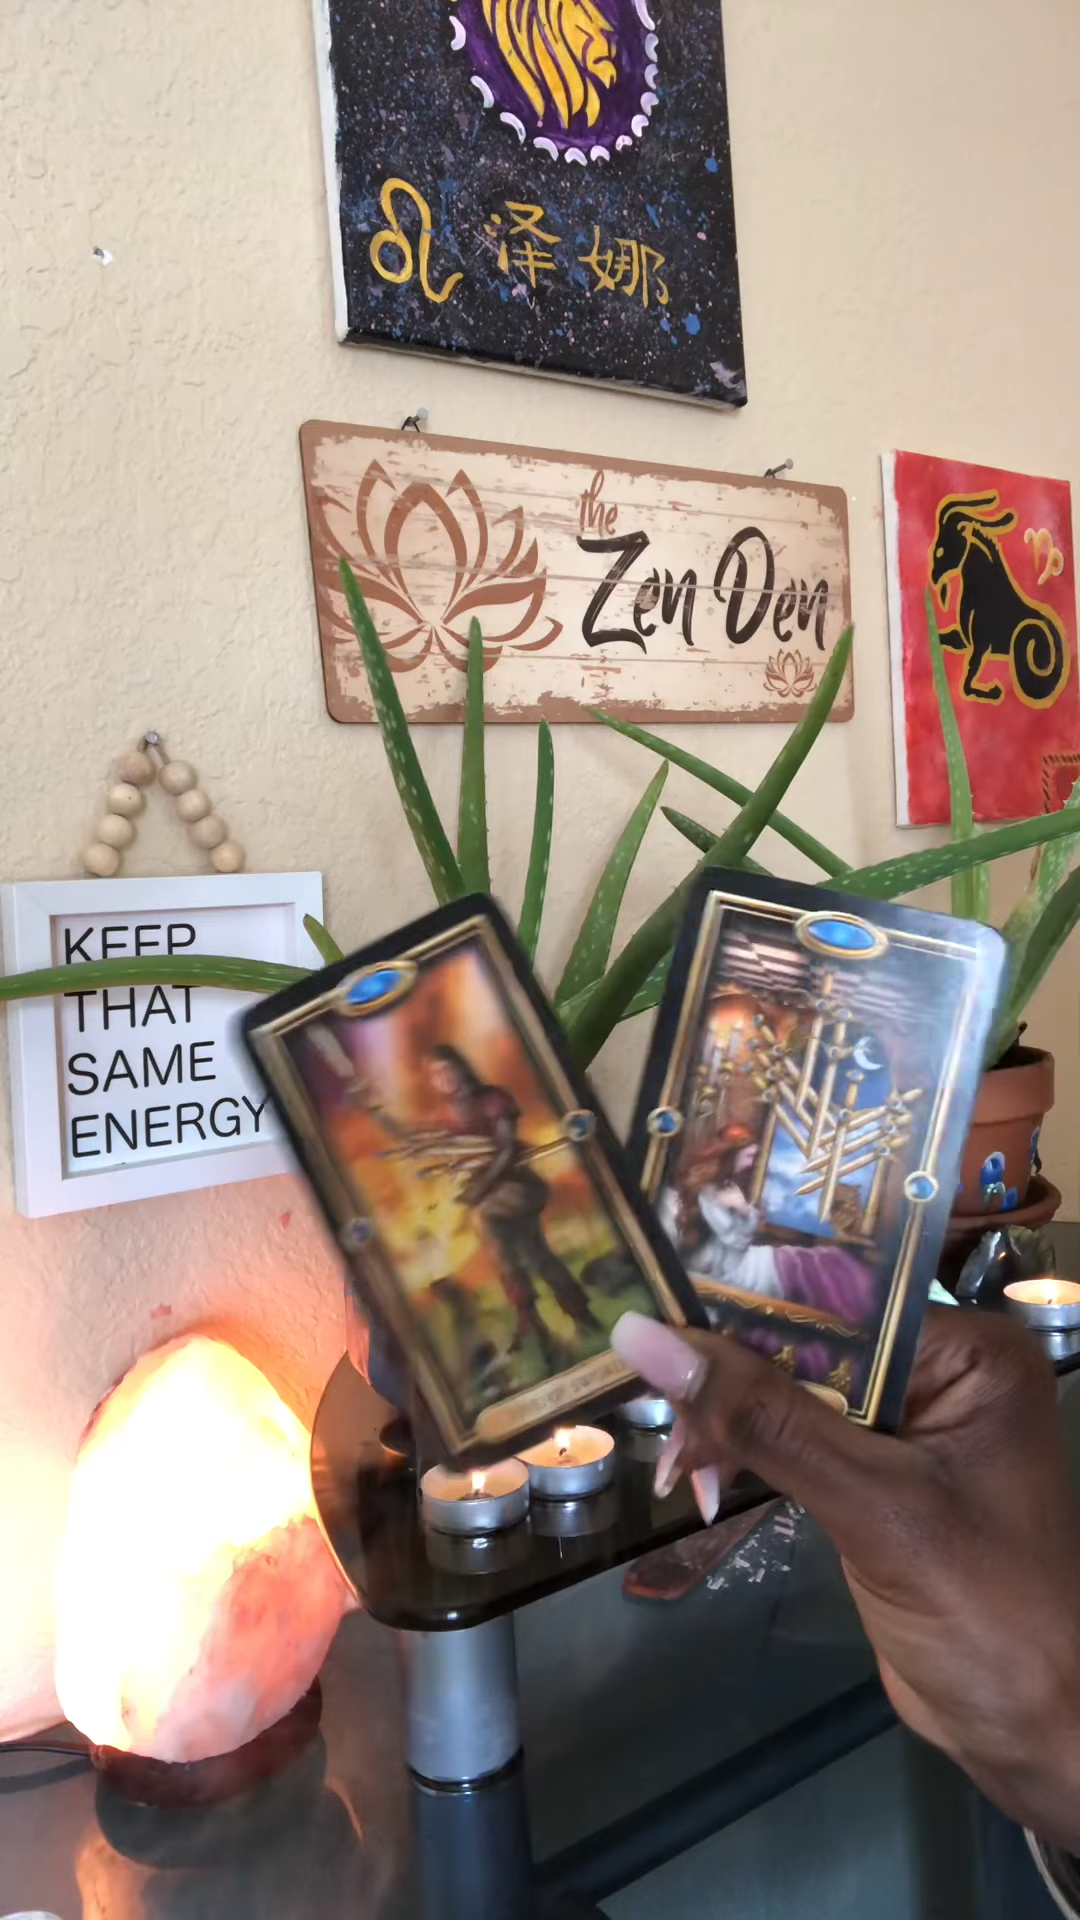 ♌ 泽娜
the
Zen Den
♑
KEEP
THAT
SAME
ENERGY